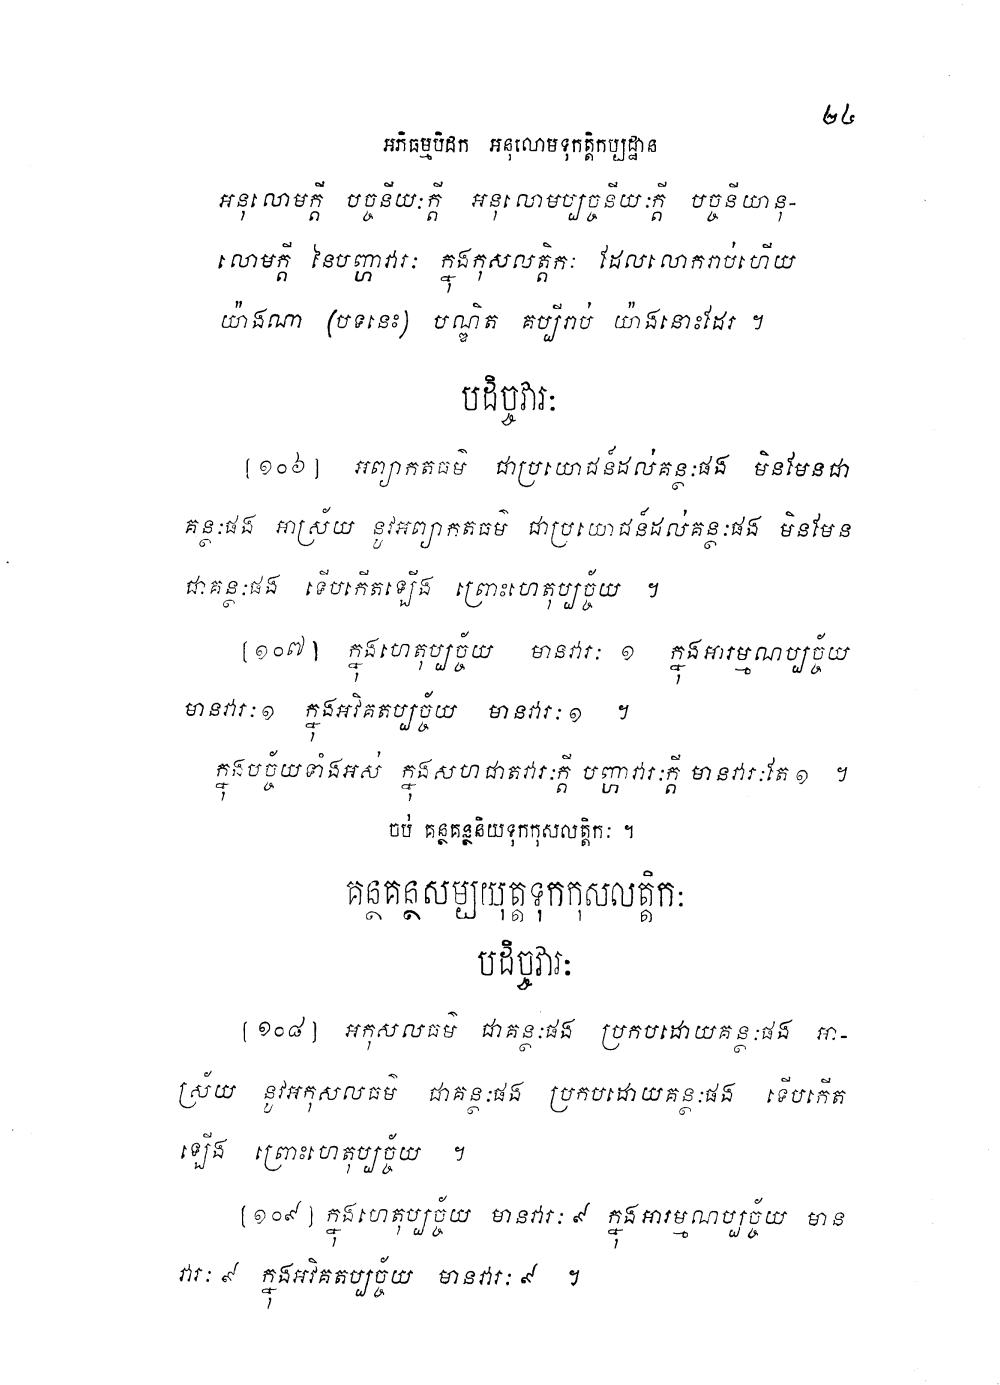 ២៤
អភិធម្មបិដក អនុលោមទុកត្តិកប្បដ្ឋាន
អនុលោមក្តី បច្ចនីយៈក្តី អនុលោមប្បច្ចនីយៈក្តី បច្ចនីយានុ-
លោមក្តី នៃបញ្ហាវារៈ ក្នុងកុសលត្តិកៈ ដែលលោករាប់ហើយ
យ៉ាងណា (បទនេះ) បណ្ឌិត គប្បីរាប់ យ៉ាងនោះដែរ ។
បដិច្ចវារៈ
[១០៦] អព្យាកតធម៌ ជាប្រយោជន៍ដល់គន្ថៈផង មិនមែនជា
គន្ថៈផង អាស្រ័យ នូវអព្យាកតធម៌ ជាប្រយោជន៍ដល់គន្ថៈផង មិនមែន
ជាគន្ថៈផង ទើបកើតឡើង ព្រោះហេតុប្បច្ច័យ ។
[១០៧] ក្នុងហេតុប្បច្ច័យ មានវារៈ ១ ក្នុងអារម្មណប្បច្ច័យ
មានវារៈ១ ក្នុងអវិគតប្បច្ច័យ មានវារៈ១ ។
ក្នុងបច្ច័យទាំងអស់ ក្នុងសហជាតវារៈក្តី បញ្ហាវារៈក្តី មានវារៈតែ១ ។
ចប់ គន្ថគន្ថនិយទុកកុសលត្តិកៈ ។
គន្ថគន្ថសម្បយុត្តទុកកុសលត្តិកៈ
បដិច្ចវារៈ
[១០៨] អកុសលធម៌ ជាគន្ថៈផង ប្រកបដោយគន្ថៈផង អា-
ស្រ័យ នូវអកុសលធម៌ ជាគន្ថៈផង ប្រកបដោយគន្ថៈផង ទើបកើត
ឡើង ព្រោះហេតុប្បច្ច័យ ។
[១០៩] ក្នុងហេតុប្បច្ច័យ មានវារៈ ៩ ក្នុងអារម្មណប្បច្ច័យ មាន
វារៈ ៩ ក្នុងអវិគតប្បច្ច័យ មានវារៈ ៩ ។